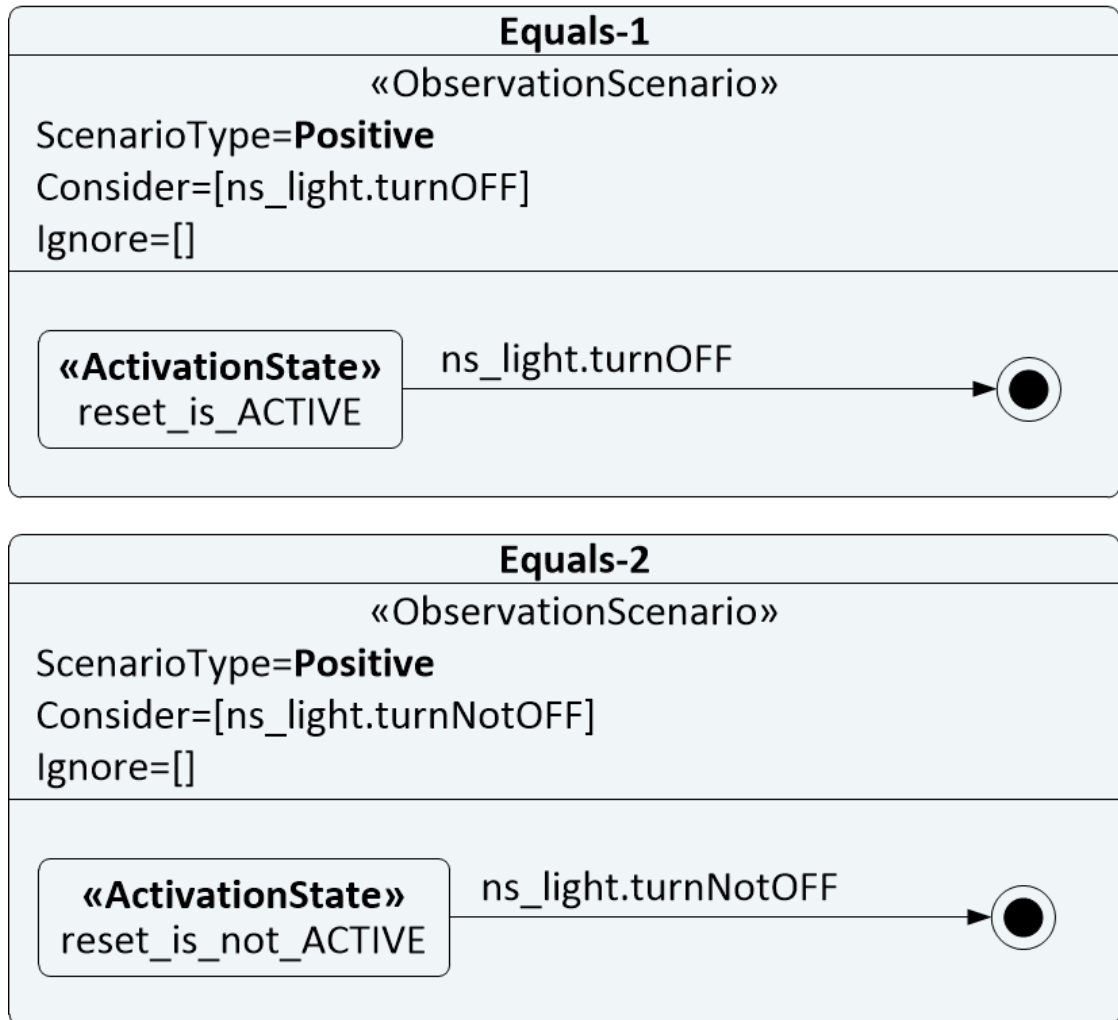 Equals-1
«ObservationScenario»
ScenarioType=Positive
Consider=[ns_light.turnOFF]
Ignore=[]
«ActivationState»
reset_is_ACTIVE
ns_light.turnOFF
Equals-2
«ObservationScenario»
ScenarioType=Positive
Consider=[ns_light.turnNotOFF]
Ignore=[]
«ActivationState»
reset_is_not_ACTIVE
ns_light.turnNotOFF